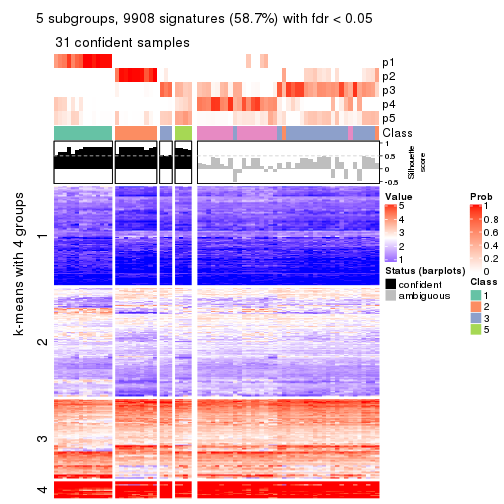 5 subgroups, 9908 signatures (58.7%) with fdr < 0.05
31 confident samples
p1
p2
p3
p4
p5
Class
1
0.5
0
-0.5
Silhouette
score
k-means with 4 groups
1
2
3
4
Value
5
4
3
2
1
Status (barplots)
confident
ambiguous
Prob
1
0.8
0.6
0.4
0.2
0
Class
1
2
3
5